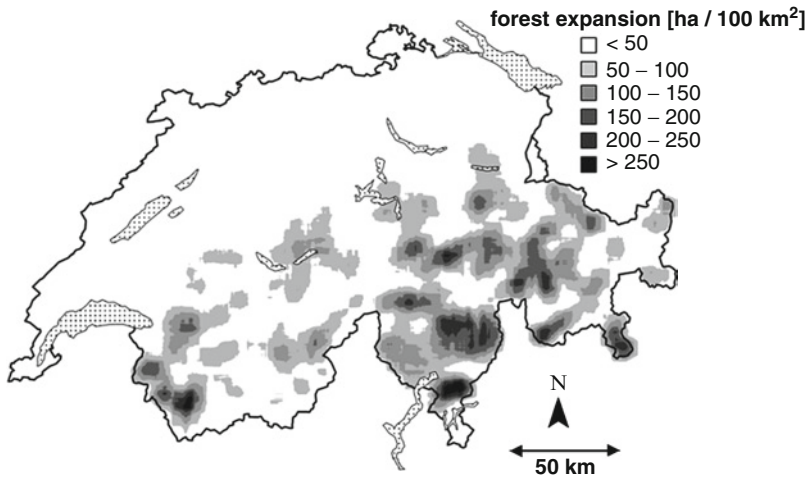 forest expansion [ha / 100 km²]
< 50
50 – 100
100 – 150
150 – 200
200 – 250
> 250
N
50 km